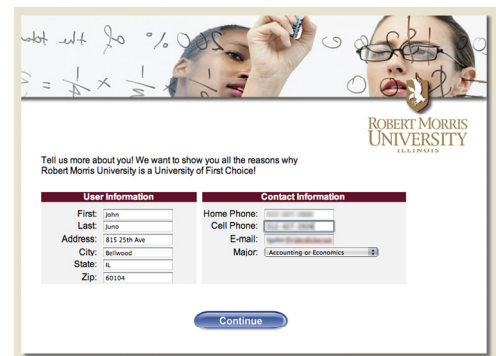 ROBERT MORRIS
UNIVERSITY
ILLINOIS
Tell us more about you! We want to show you all the reasons why
Robert Morris University is a University of First Choice!
User Information
First: John
Last: Juno
Address: 815 25th Ave
City: Bellwood
State: IL
Zip: 60104
Contact Information
Home Phone:
Cell Phone:
E-mail:
Major: Accounting or Economics
Continue